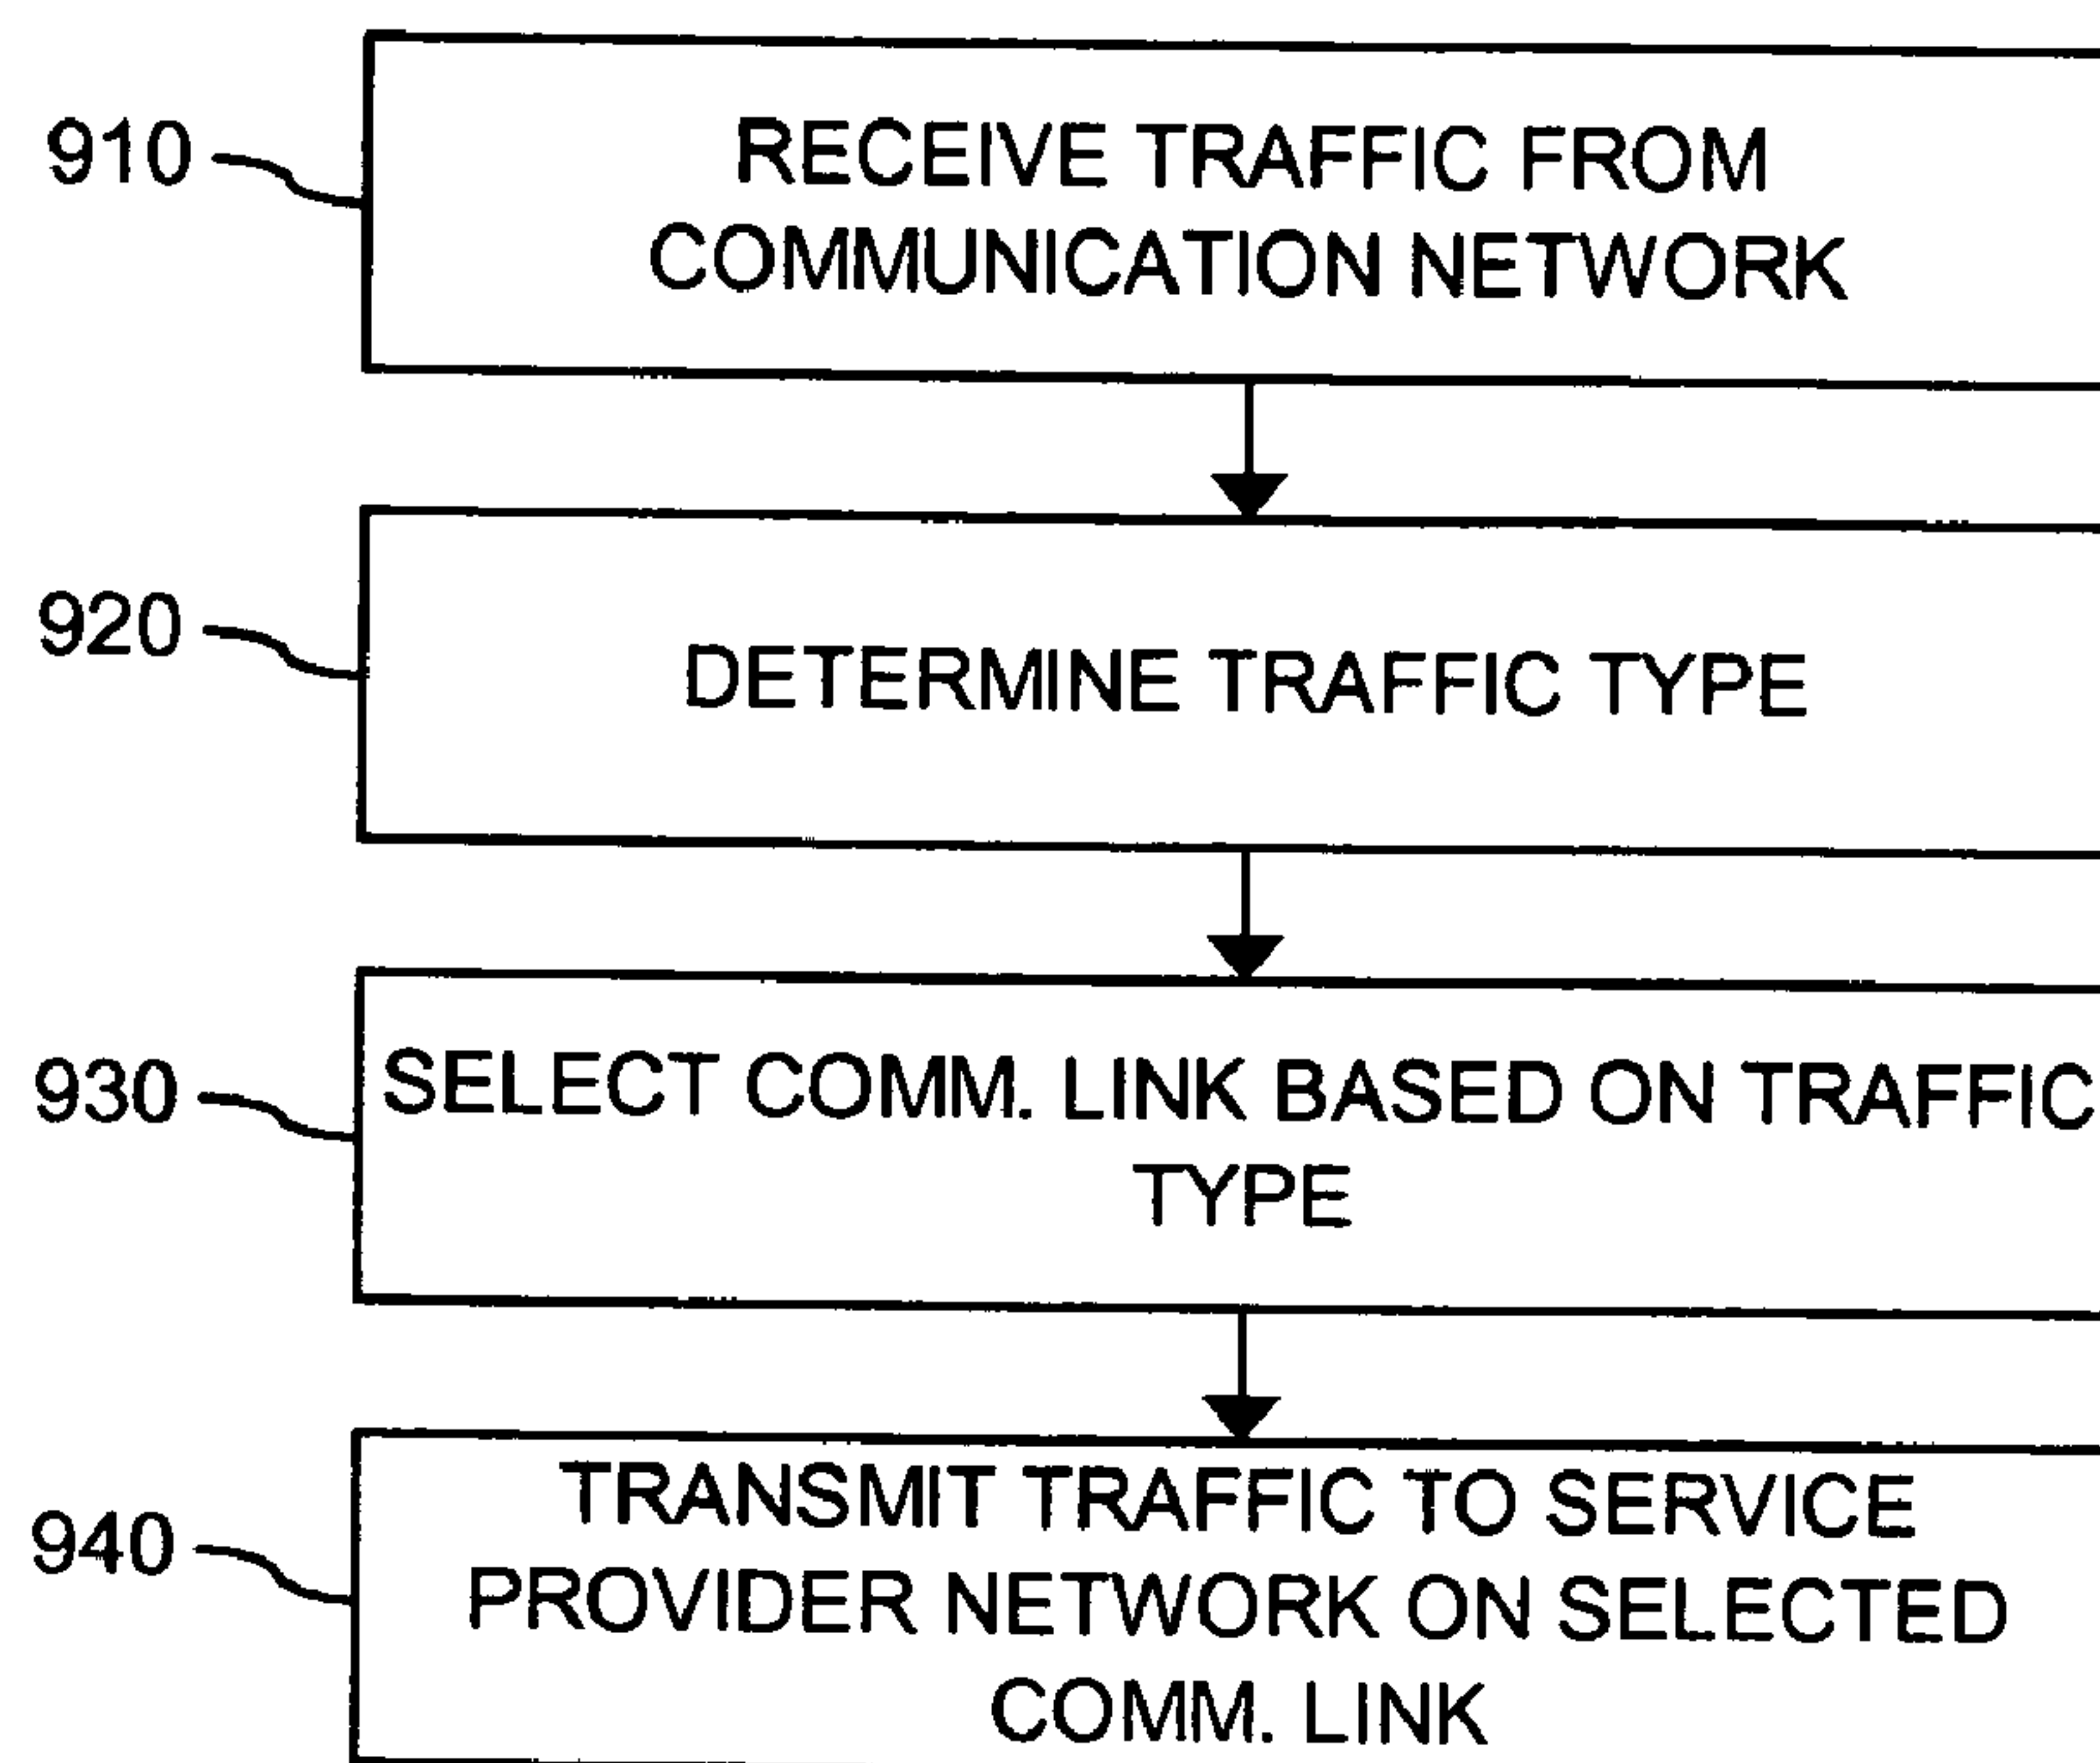 910
RECEIVE TRAFFIC FROM
COMMUNICATION NETWORK
920
DETERMINE TRAFFIC TYPE
930
SELECT COMM. LINK BASED ON TRAFFIC
TYPE
940
TRANSMIT TRAFFIC TO SERVICE
PROVIDER NETWORK ON SELECTED
COMM. LINK